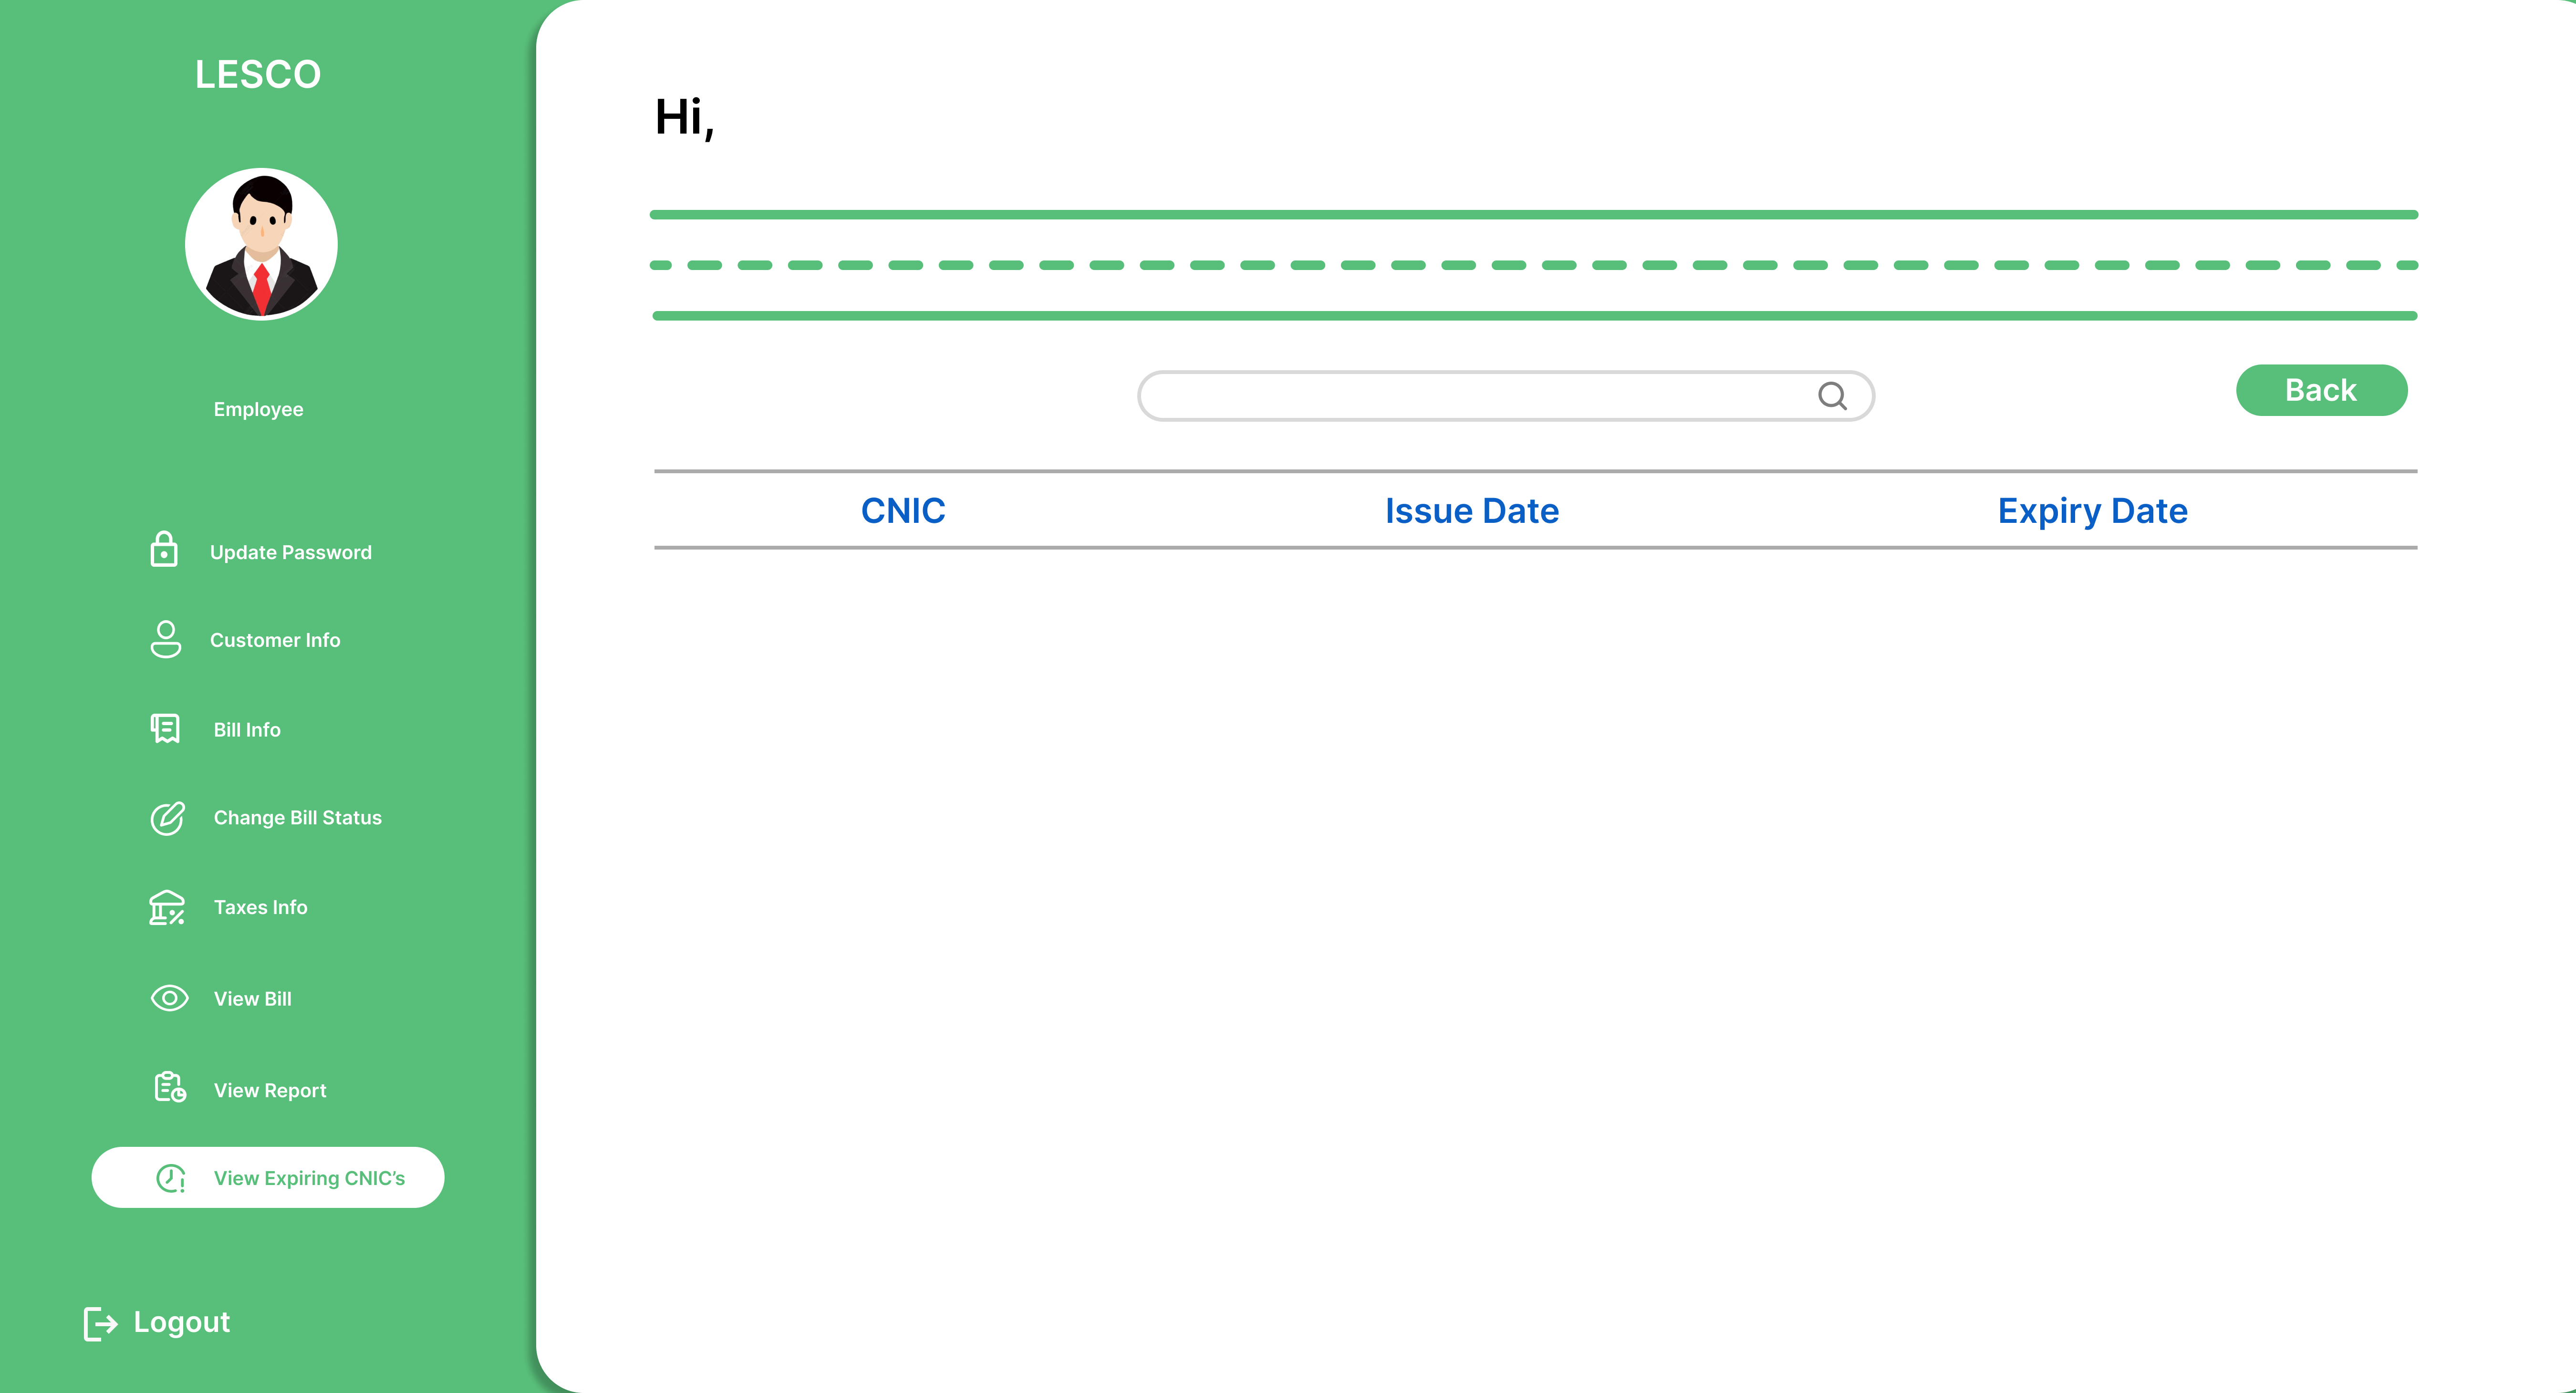 LESCO
Employee
Update Password
Customer Info
Bill Info
Change Bill Status
Taxes Info
View Bill
View Report
View Expiring CNIC’s
Logout
Hi,
Back
CNIC
Issue Date
Expiry Date